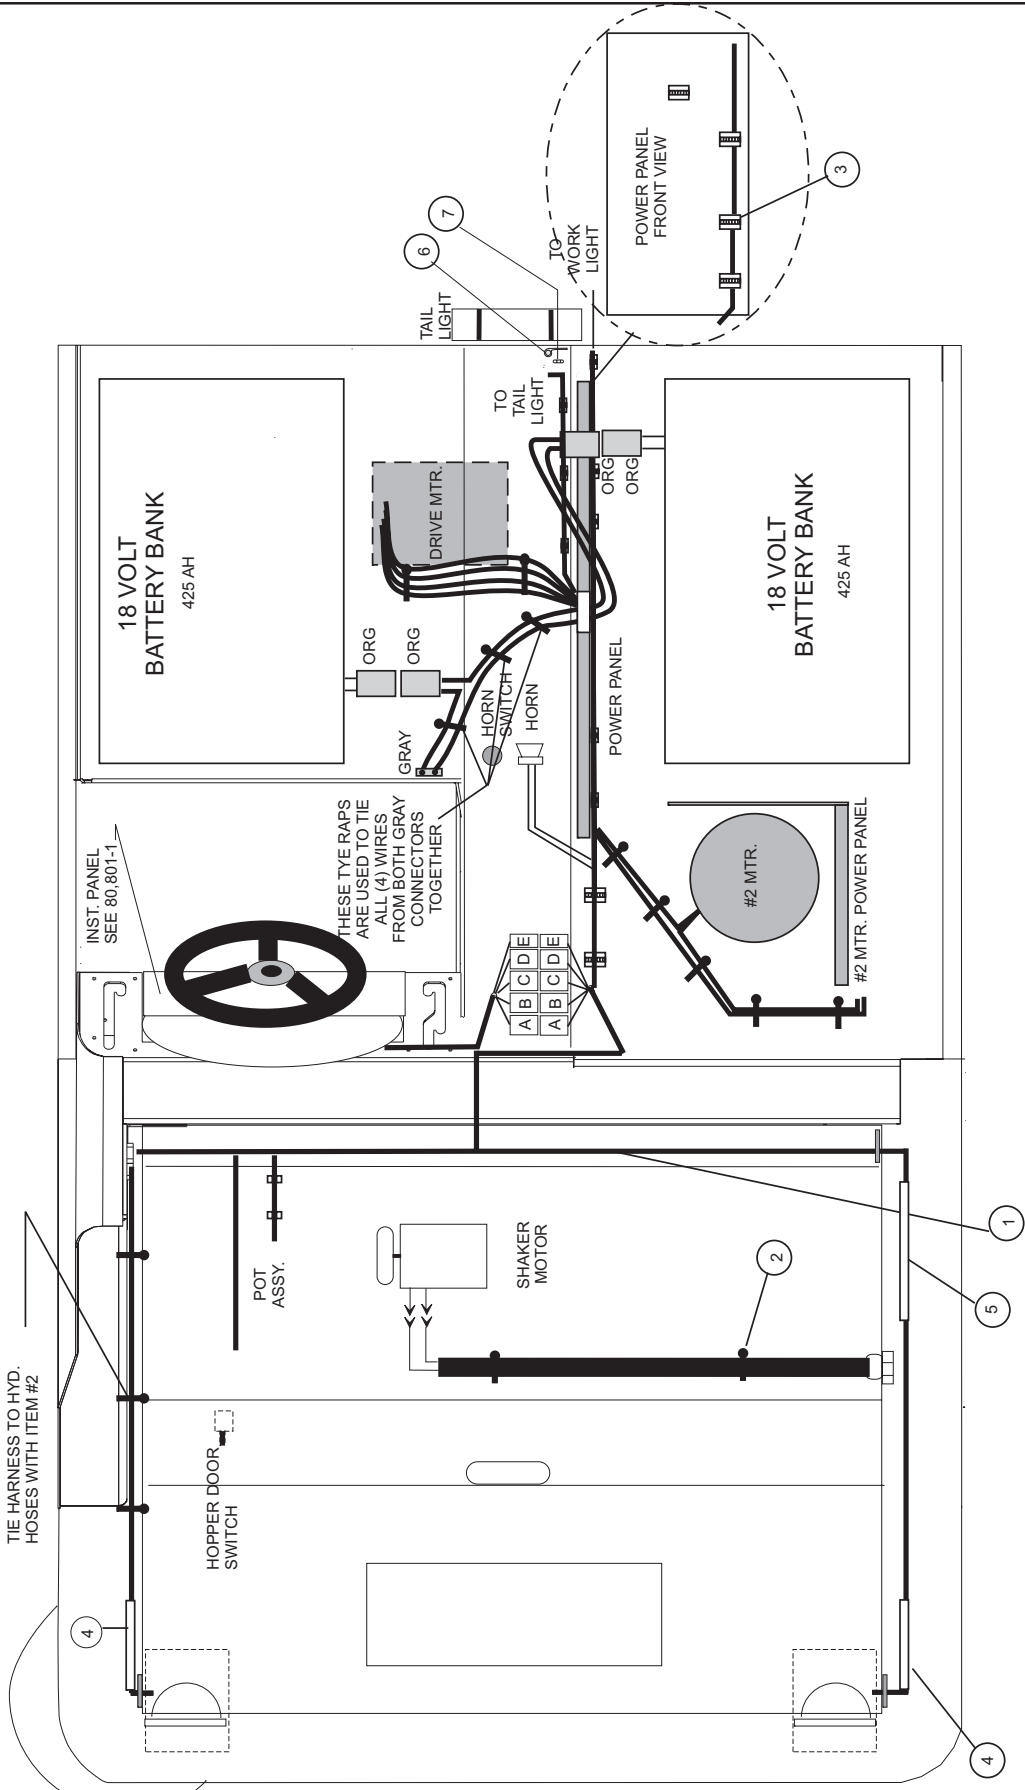 TIE HARNESS TO HYD.
HOSES WITH ITEM #2
4
HOPPER DOOR
SWITCH
POT
ASSY.
SHAKER
MOTOR
2
1
5
4
INST. PANEL
SEE 80,801-1
THESE TYE RAPS
ARE USED TO TIE
ALL (4) WIRES
FROM BOTH GRAY
CONNECTORS
TOGETHER
A B C D E
A B C D E
GRAY
HORN
SWITCH
HORN
ORG
ORG
18 VOLT
BATTERY BANK
425 AH
DRIVE MTR.
TO
TAIL
LIGHT
TAIL
LIGHT
6
7
TO
WORK
LIGHT
POWER PANEL
FRONT VIEW
3
ORG
ORG
POWER PANEL
18 VOLT
BATTERY BANK
425 AH
#2 MTR.
#2 MTR. POWER PANEL